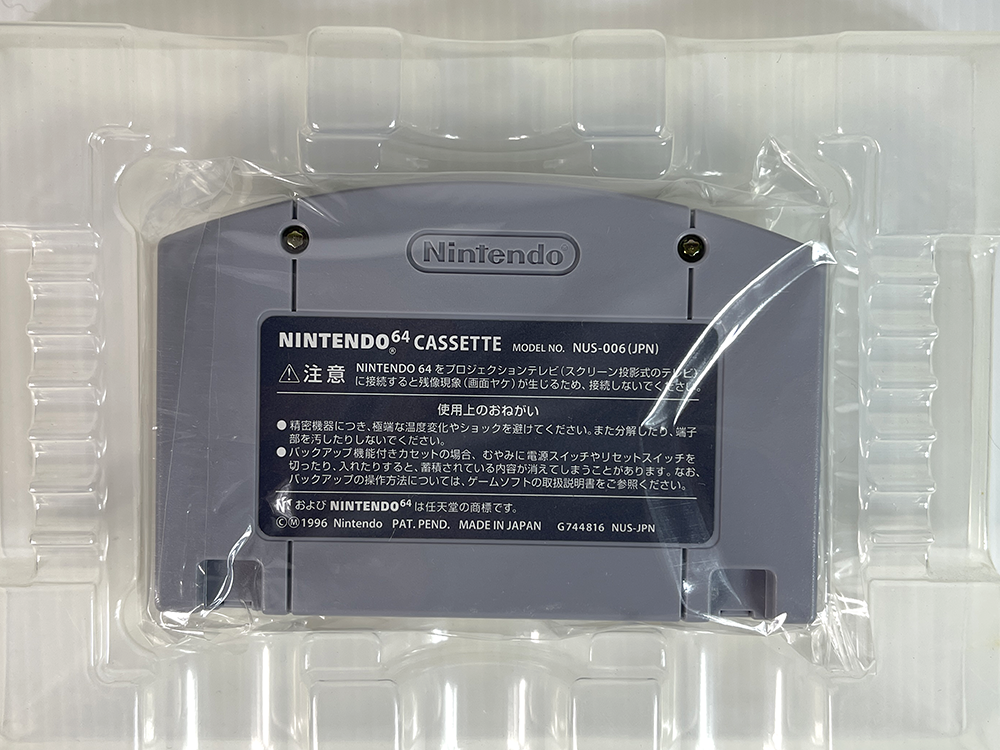 Nintendo®
NINTENDO64® CASSETTE MODEL NO. NUS-006(JPN)
注意 NINTENDO 64 をプロジェクションテレビ(スクリーン投影式のテレビ)
に接続すると残像現象(画面ヤケ)が生じるため、接続しないでください。
使用上のおねがい
●精密機器につき、極端な温度変化やショックを避けてください。また分解したり、端子
部を汚したりしないでください。
●バックアップ機能付きカセットの場合、むやみに電源スイッチやリセットスイッチを
切ったり、入れたりすると、蓄積されている内容が消えてしまうことがあります。なお、
バックアップの操作方法については、ゲームソフトの取扱説明書をご参照ください。
および NINTENDO64 は任天堂の商標です。
©Ⓜ1996 Nintendo PAT. PEND. MADE IN JAPAN G744816 NUS-JPN